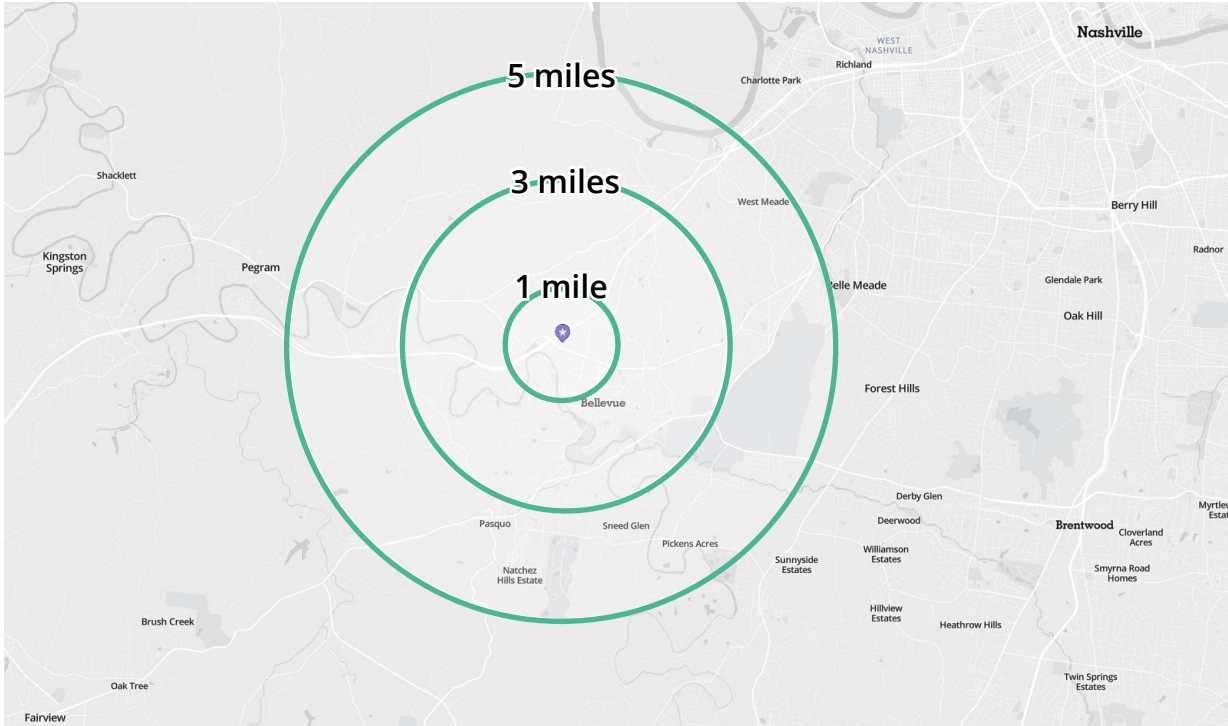 Nashville
WEST
NASHVILLE
Richland
5 miles
Charlotte Park
Shacklett
3 miles
West Meade
Berry Hill
Radnor
Kingston
Springs
Pegram
Glendale Park
1 mile
elle Meade
Oak Hill
Forest Hills
Bellevue
Derby Glen
Myrtlew
Estat
Pasquo
Sneed Glen
Deerwood
Brentwood
Cloverland
Acres
Pickens Acres
Williamson
Estates
Sunnyside
Estates
Natchez
Hills Estate
Smyrna Road
Homes
Brush Creek
Hillview
Estates
Heathrow Hills
Oak Tree
Twin Springs
Estates
Fairview